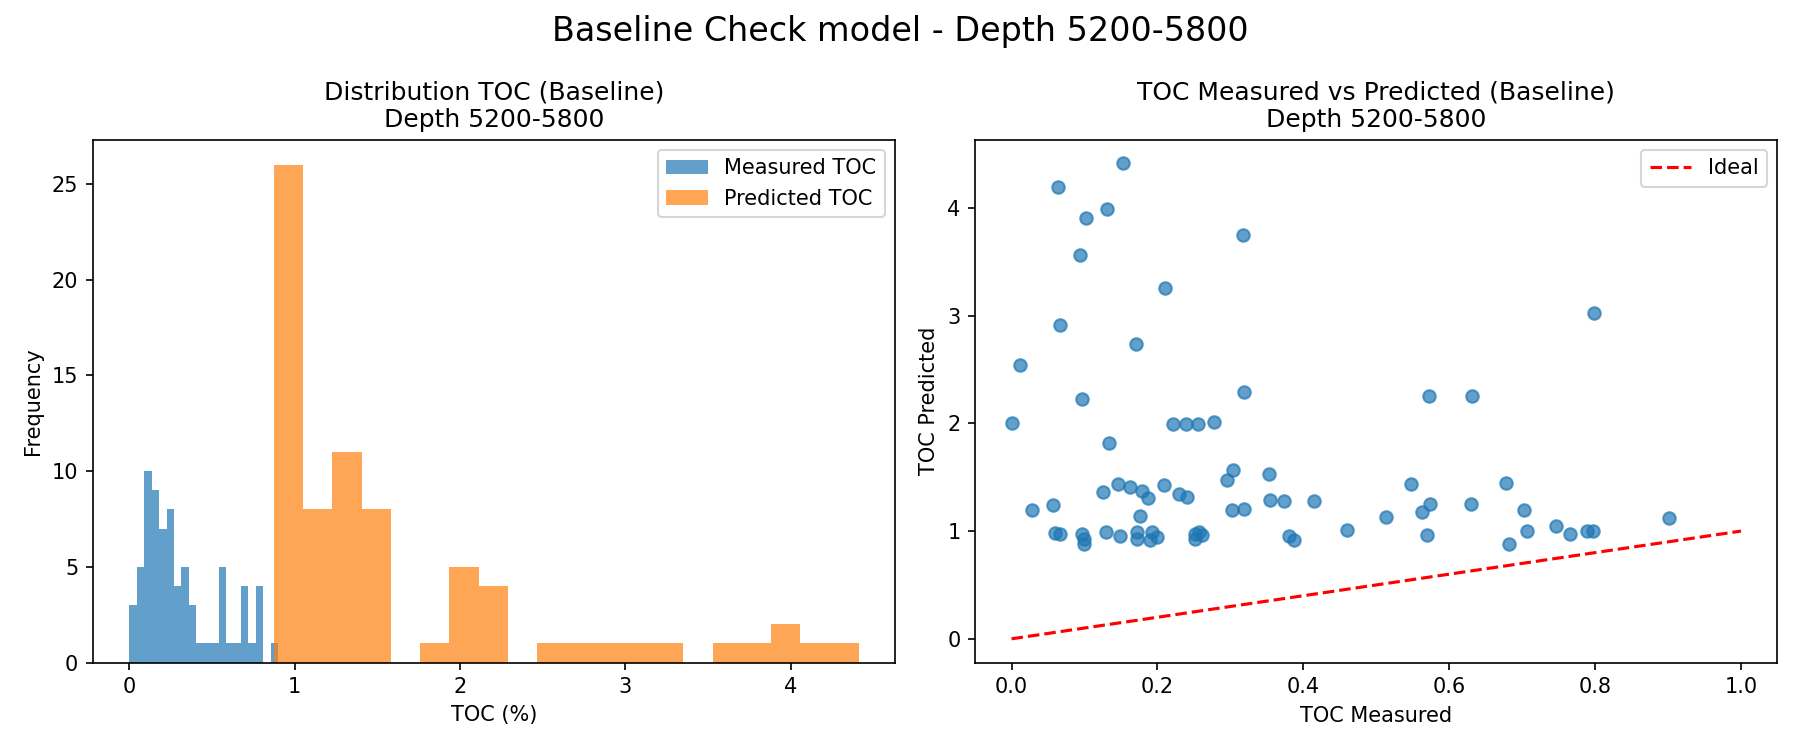 Baseline Check model - Depth 5200-5800
Distribution TOC (Baseline)
Depth 5200-5800
Measured TOC
Predicted TOC
Frequency
25
20
15
10
5
0
0 1 2 3 4
TOC (%)
TOC Measured vs Predicted (Baseline)
Depth 5200-5800
Ideal
TOC Predicted
4
3
2
1
0
0.0 0.2 0.4 0.6 0.8 1.0
TOC Measured